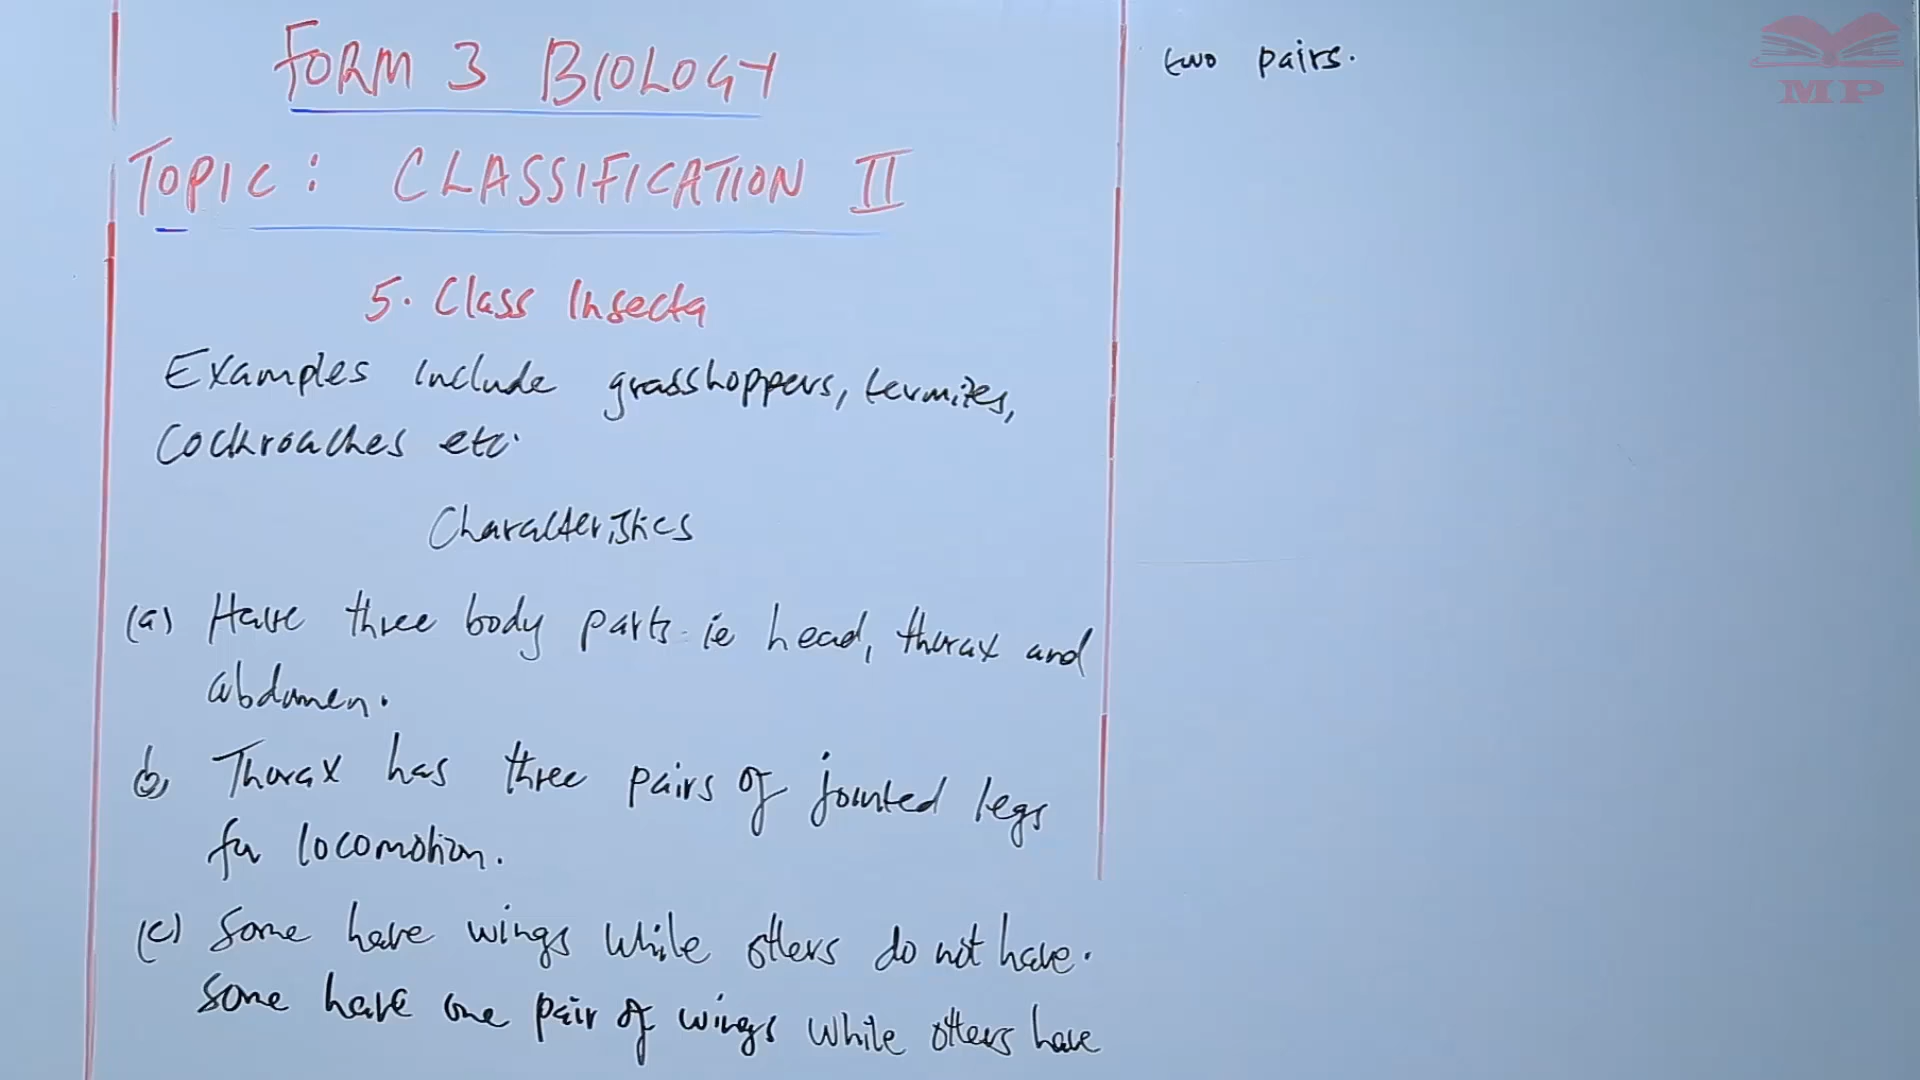 FORM 3 BIOLOGY
TOPIC: CLASSIFICATION II
5. Class Insecta
Examples include grasshoppers, termites,
Cockroaches etc.
Characteristics
(a) Have three body parts ie head, thorax and
abdomen.
b) Thorax has three pairs of jointed legs
for locomotion.
(c) Some have wings while others do not have.
Some have one pair of wings while others have
two pairs.
MP